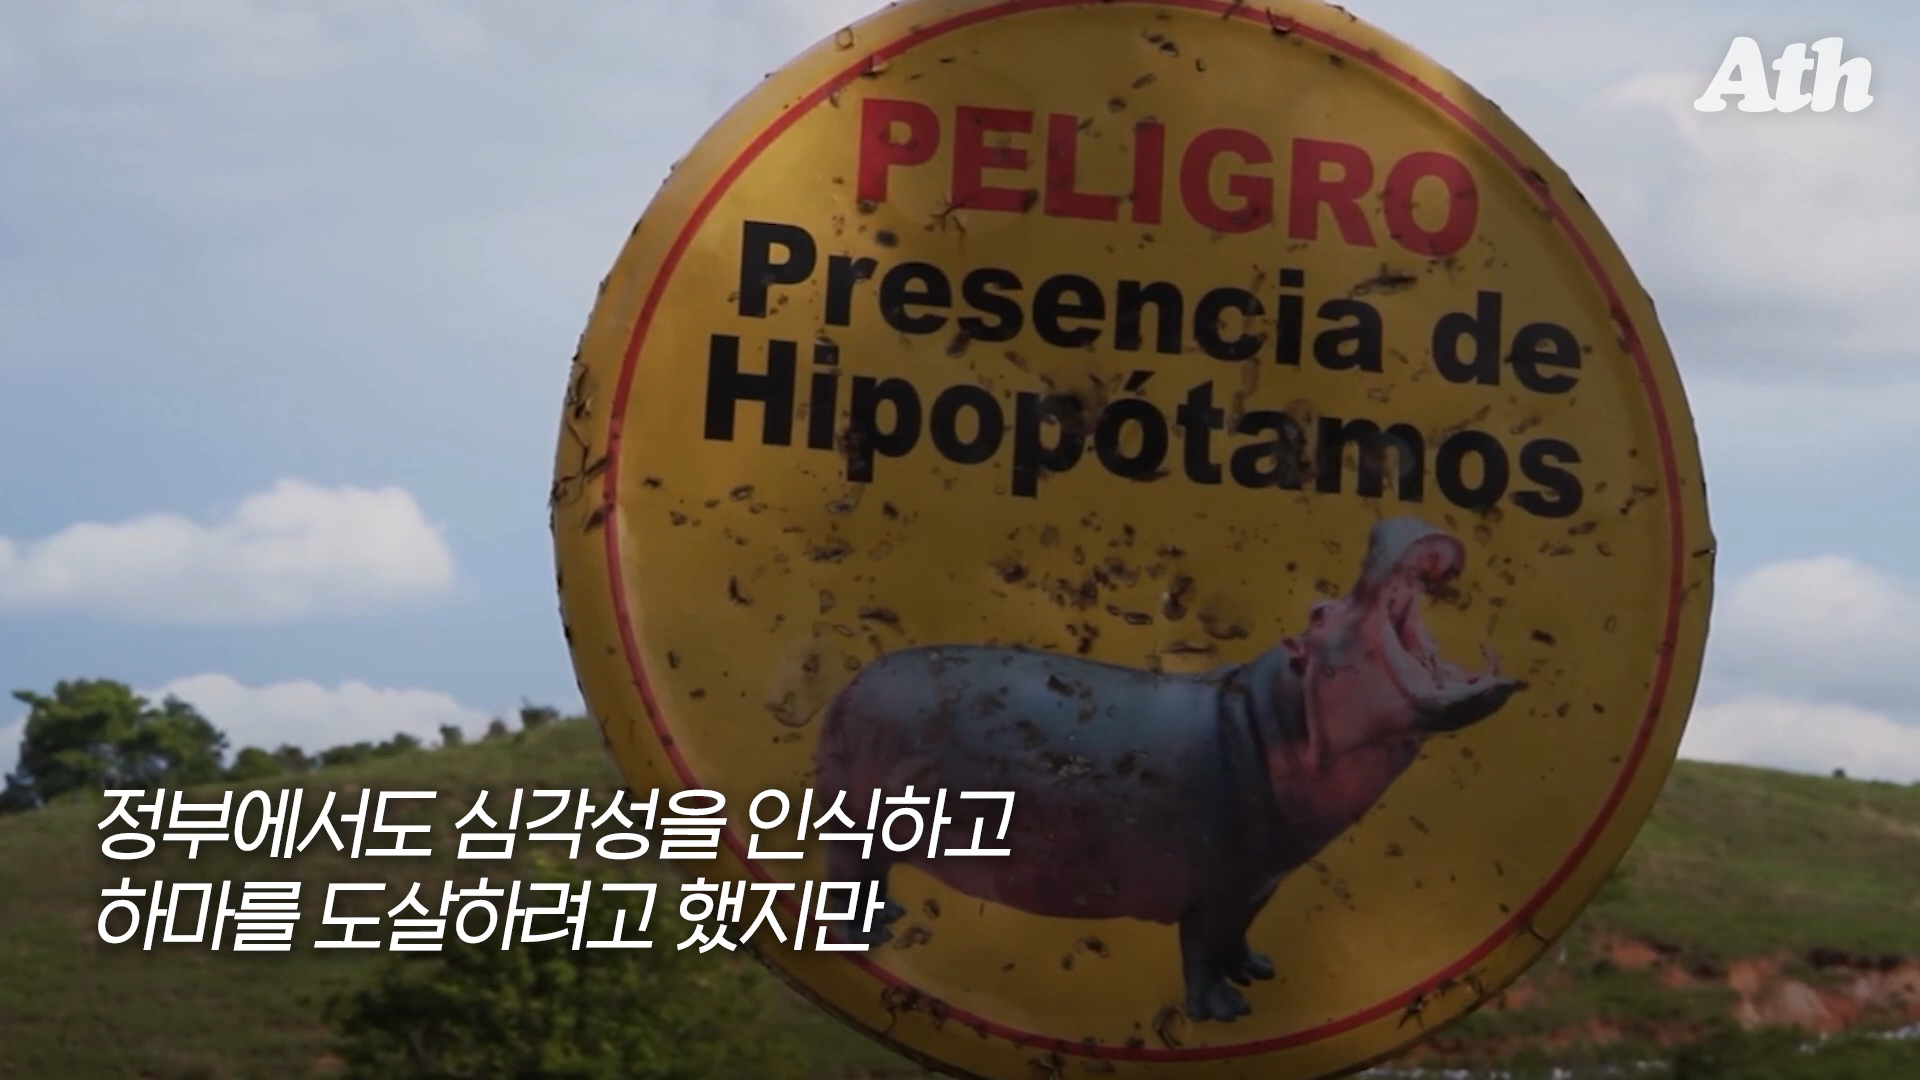 Ath
PELIGRO
Presencia de
Hipopótamos
정부에서도 심각성을 인식하고
하마를 도살하려고 했지만